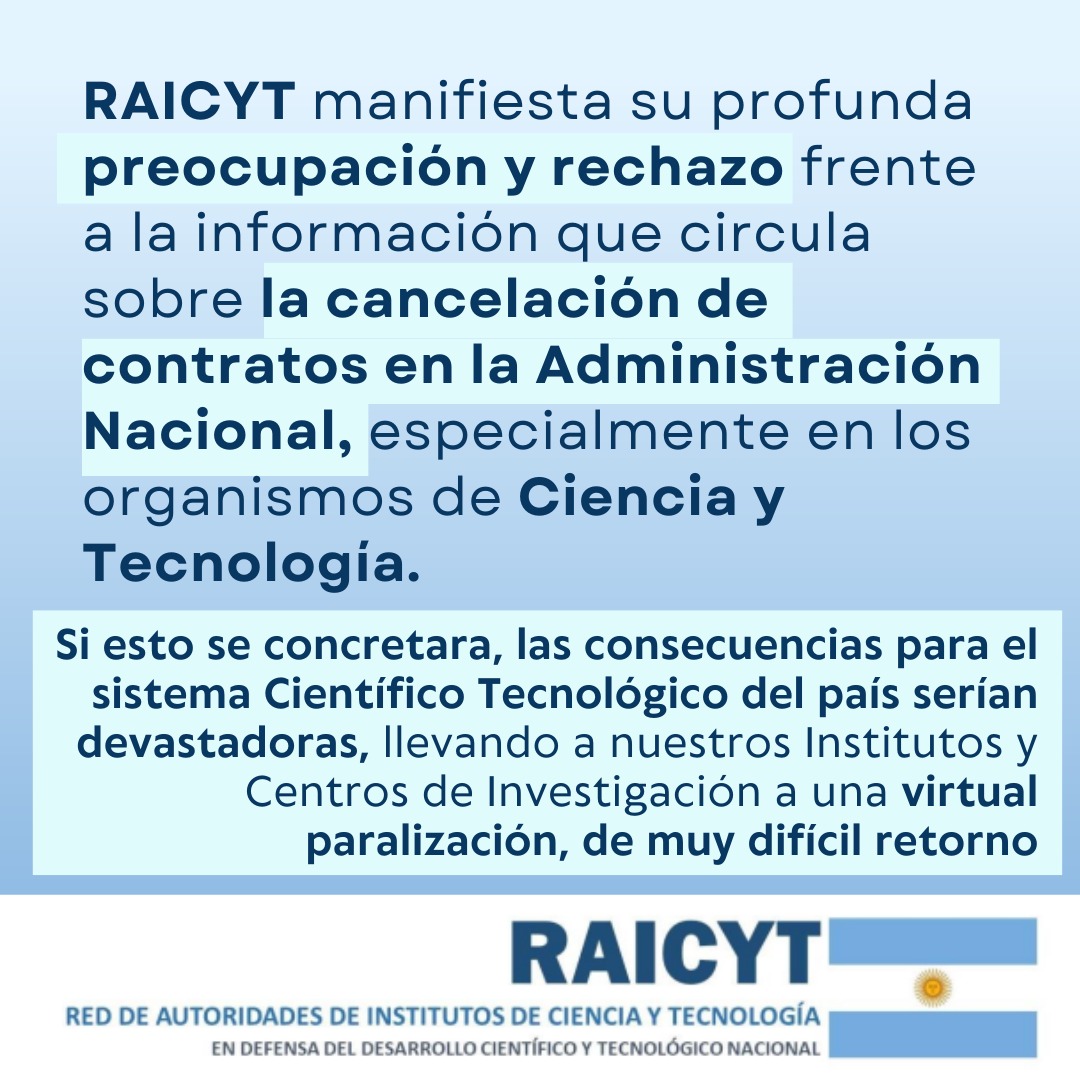 RAICYT manifiesta su profunda
preocupación y rechazo frente
a la información que circula
sobre la cancelación de
contratos en la Administración
Nacional, especialmente en los
organismos de Ciencia y
Tecnología.
Si esto se concretara, las consecuencias para el
sistema Científico Tecnológico del país serían
devastadoras, llevando a nuestros Institutos y
Centros de Investigación a una virtual
paralización, de muy difícil retorno
RAICYT
RED DE AUTORIDADES DE INSTITUTOS DE CIENCIA Y TECNOLOGÍA
EN DEFENSA DEL DESARROLLO CIENTÍFICO Y TECNOLÓGICO NACIONAL